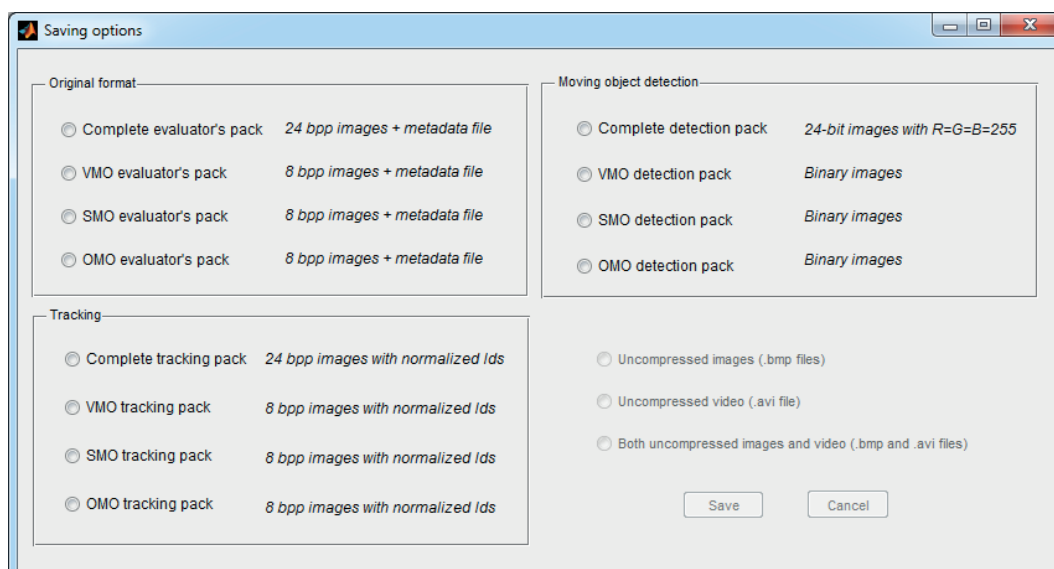 Saving options
Original format
Complete evaluator's pack 24 bpp images + metadata file
VMO evaluator's pack 8 bpp images + metadata file
SMO evaluator's pack 8 bpp images + metadata file
OMO evaluator's pack 8 bpp images + metadata file
Moving object detection
Complete detection pack 24-bit images with R=G=B=255
VMO detection pack Binary images
SMO detection pack Binary images
OMO detection pack Binary images
Tracking
Complete tracking pack 24 bpp images with normalized Ids
VMO tracking pack 8 bpp images with normalized Ids
SMO tracking pack 8 bpp images with normalized Ids
OMO tracking pack 8 bpp images with normalized Ids
Uncompressed images (.bmp files)
Uncompressed video (.avi file)
Both uncompressed images and video (.bmp and .avi files)
Save Cancel